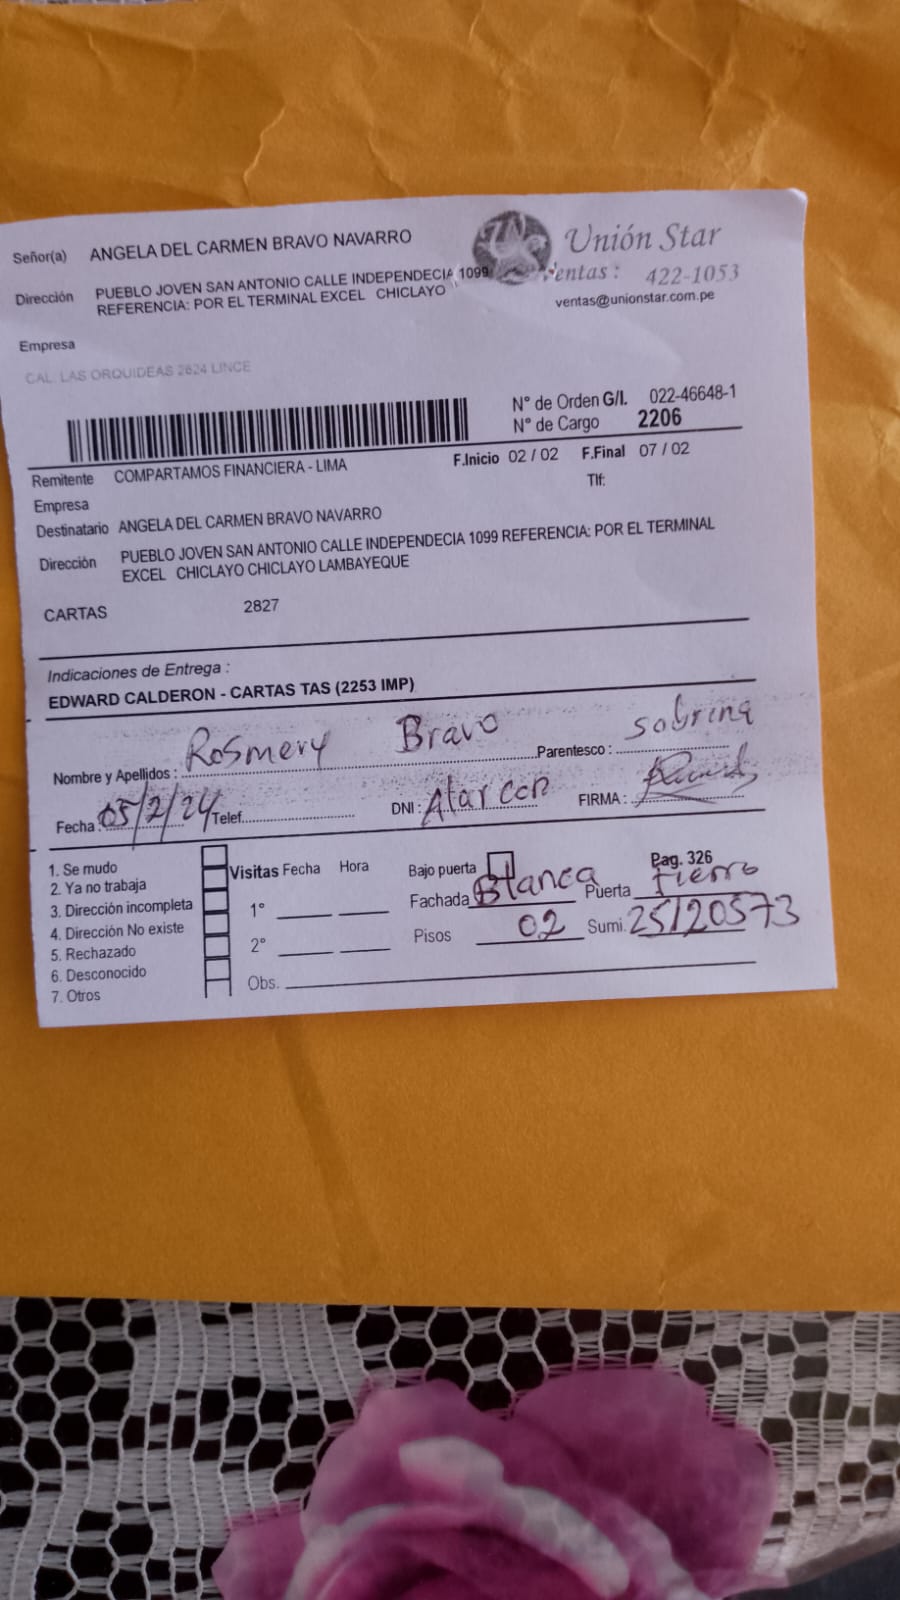 Señor(a) ANGELA DEL CARMEN BRAVO NAVARRO
Unión Star
Ventas : 422-1053
ventas@unionstar.com.pe
Dirección PUEBLO JOVEN SAN ANTONIO CALLE INDEPENDECIA 1099
REFERENCIA: POR EL TERMINAL EXCEL CHICLAYO
Empresa
CAL. LAS ORQUIDEAS 2624 LINCE
N° de Orden G/I. 022-46648-1
N° de Cargo 2206
Remitente COMPARTAMOS FINANCIERA - LIMA
F.Inicio 02 / 02 F.Final 07 / 02
Empresa
Tlf:
Destinatario ANGELA DEL CARMEN BRAVO NAVARRO
Dirección PUEBLO JOVEN SAN ANTONIO CALLE INDEPENDECIA 1099 REFERENCIA: POR EL TERMINAL
EXCEL CHICLAYO CHICLAYO LAMBAYEQUE
CARTAS 2827
Indicaciones de Entrega :
EDWARD CALDERON - CARTAS TAS (2253 IMP)
Nombre y Apellidos : Rosmery Bravo Parentesco : sobrina
Fecha : 05/2/24 Telef. DNI : Alarcon FIRMA :
1. Se mudo
2. Ya no trabaja
3. Dirección incompleta
4. Dirección No existe
5. Rechazado
6. Desconocido
7. Otros
Visitas Fecha Hora
1°
2°
Obs.
Bajo puerta Pag. 326
Fachada Blanca Puerta Fierro
Pisos 02 Sumi. 25120573